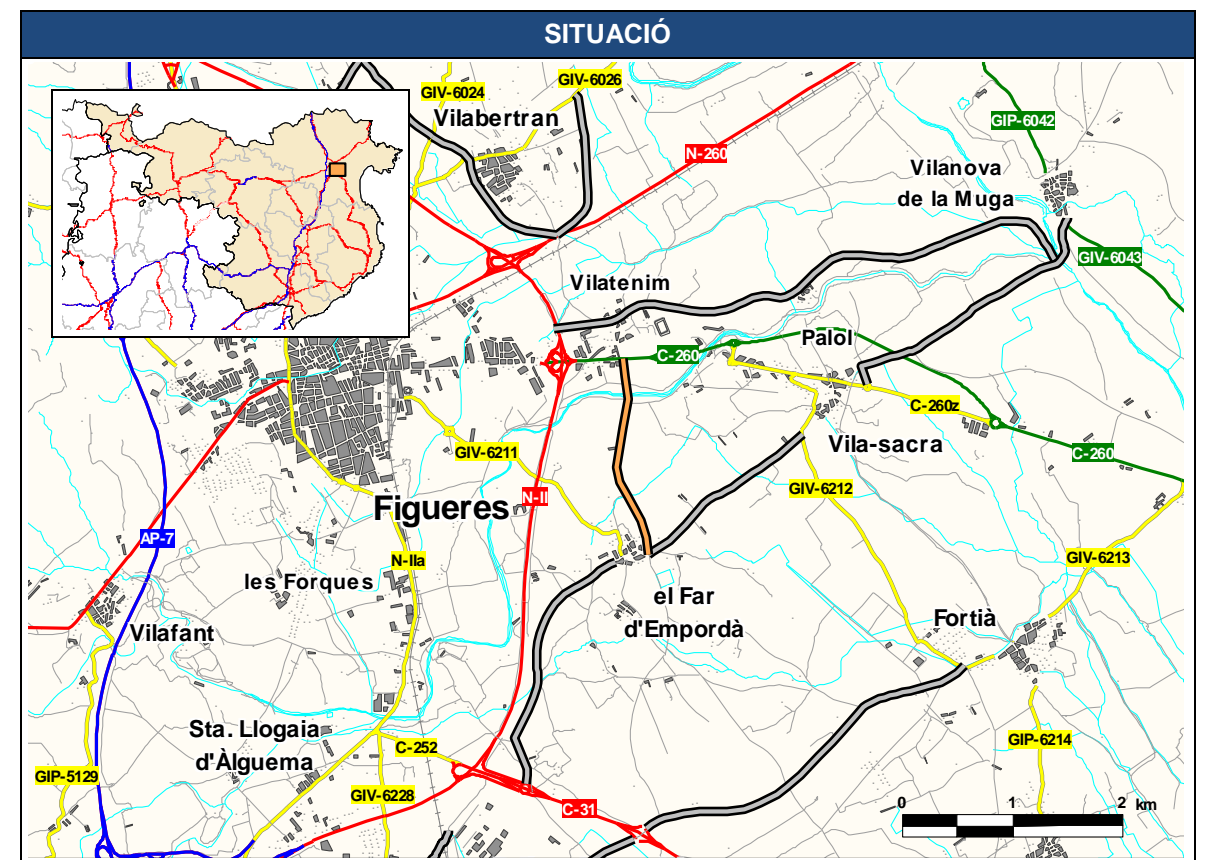 SITUACIÓ
GIV-6024
GIV-6026
Vilabertran
GIP-6042
N-260
Vilanova
de la Muga
GIV-6043
Vilatenim
Palol
C-260
C-260z
Vila-sacra
C-260
GIV-6211
GIV-6212
Figueres
N-II
AP-7
N-IIa
les Forques
GIV-6213
el Far
d'Empordà
Fortià
Vilafant
Sta. Llogaia
d'Àlguema
C-252
GIP-6214
GIP-5129
GIV-6228
C-31
0 1 2 km